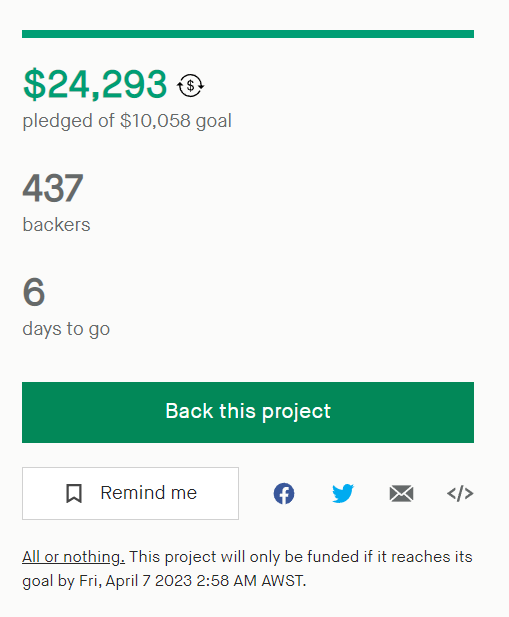 $24,293
pledged of $10,058 goal
437
backers
6
days to go
Back this project
Remind me
All or nothing. This project will only be funded if it reaches its
goal by Fri, April 7 2023 2:58 AM AWST.